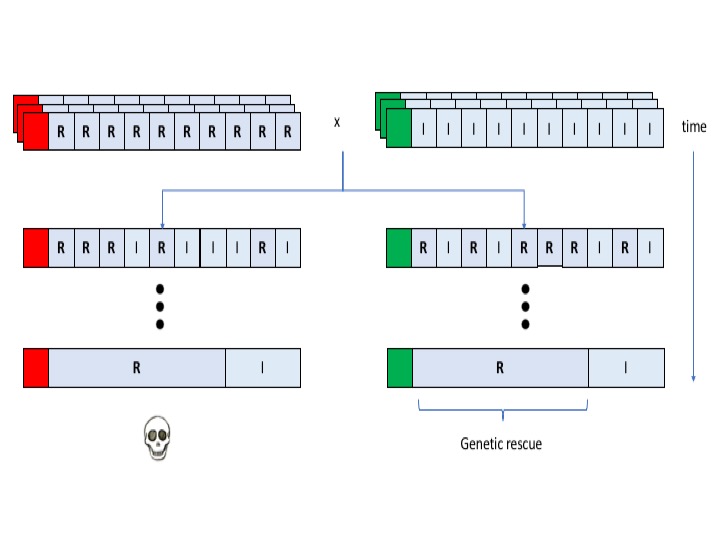 R R R R R R R R R R x I I I I I I I I I I time
R R R I R I I I R I R I R I R R R I R I
R I R I
Genetic rescue